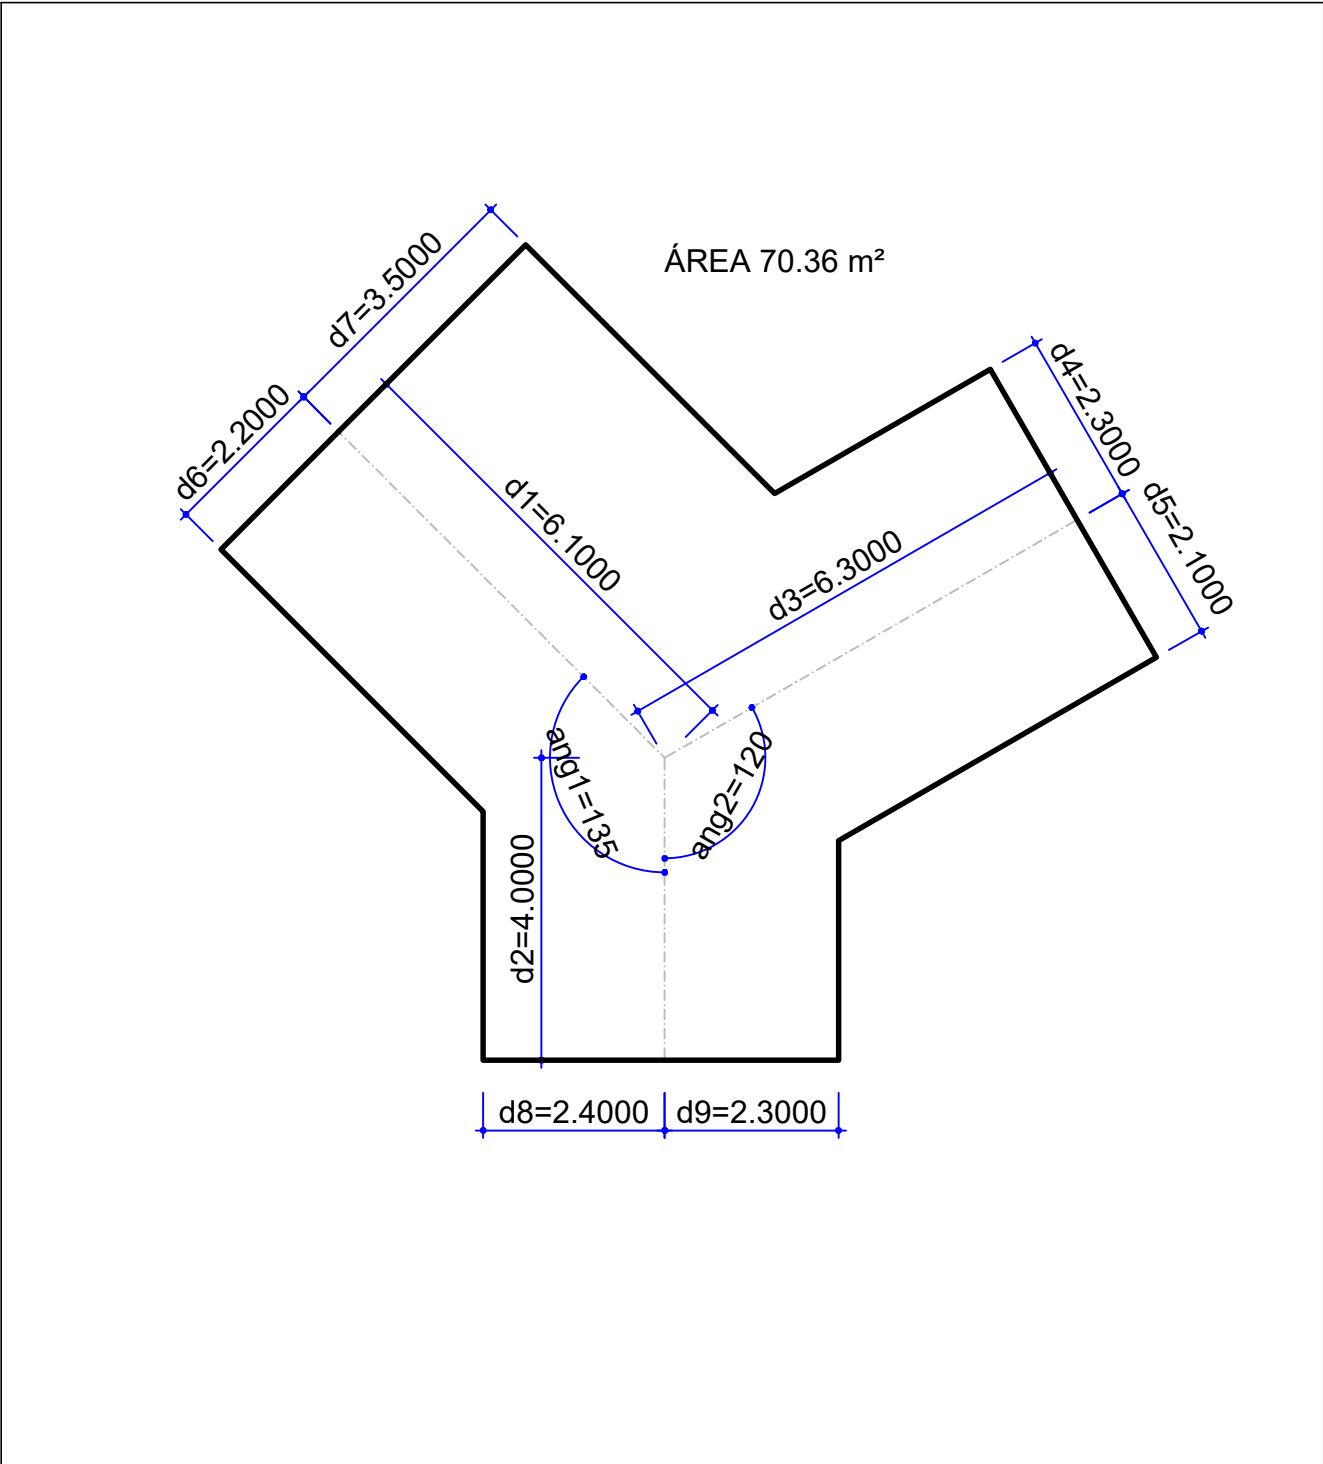 ÁREA 70.36 m²
d7=3.5000
d6=2.2000
d4=2.3000
d5=2.1000
d1=6.1000
d3=6.3000
ang1=135
ang2=120
d2=4.0000
d8=2.4000
d9=2.3000